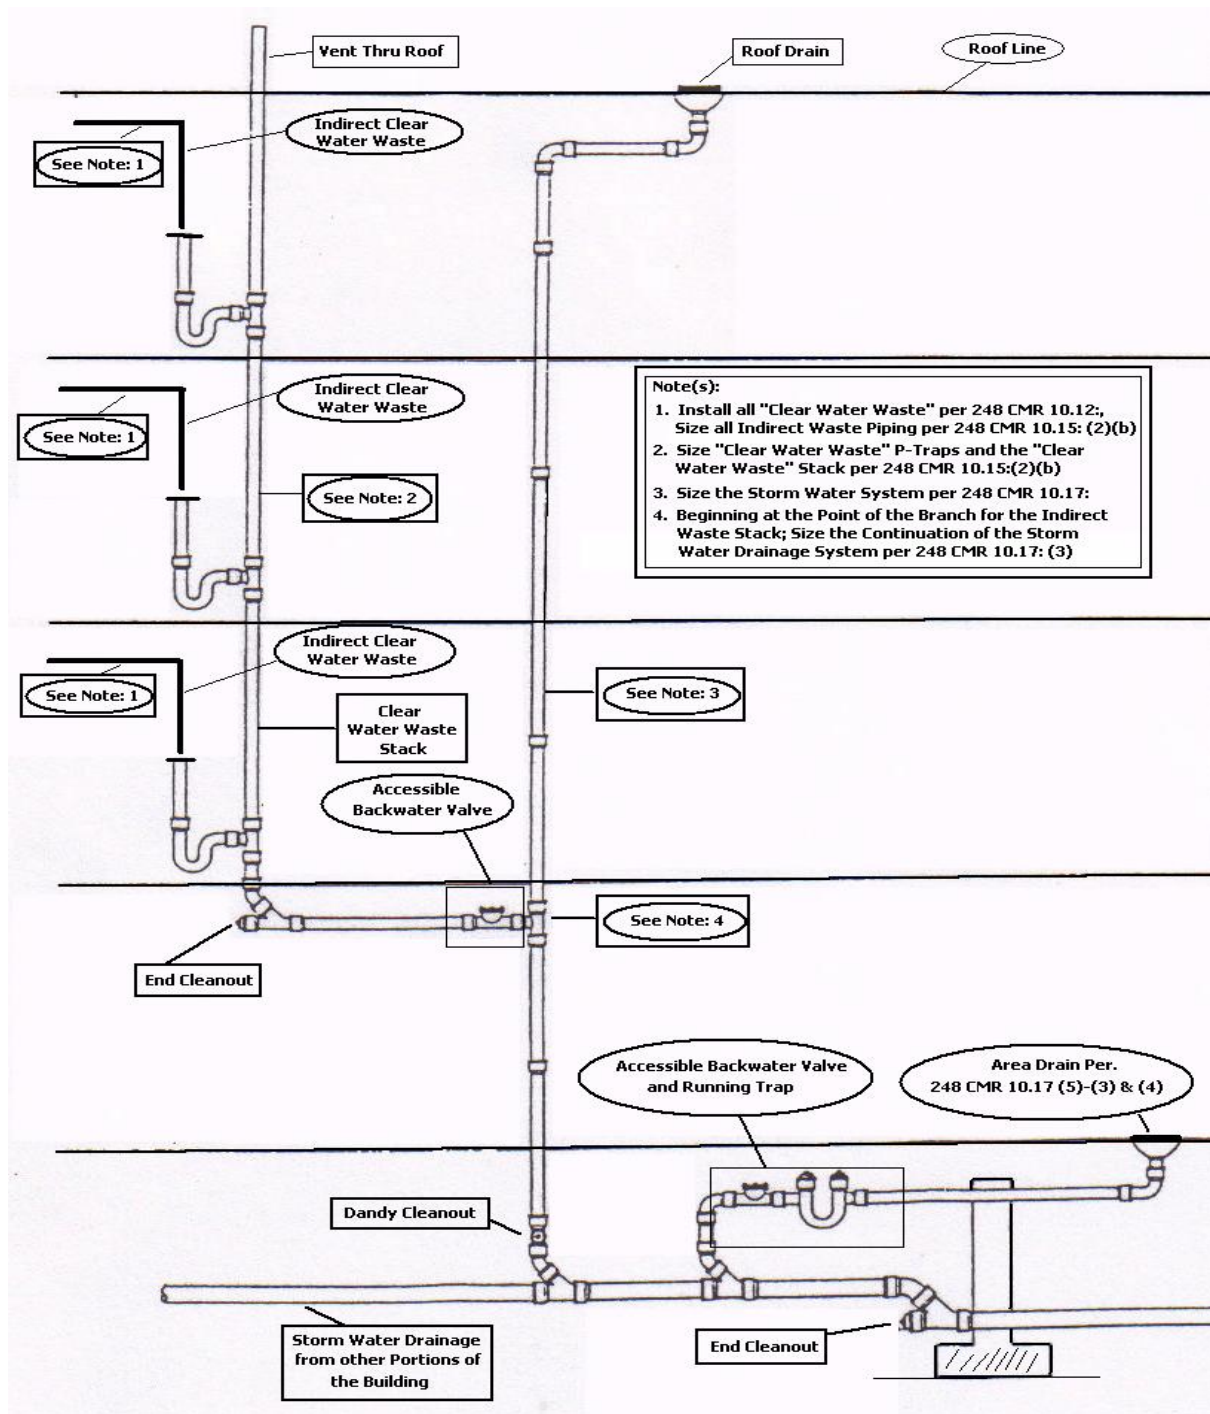 Vent Thru Roof
Roof Drain
Roof Line
Indirect Clear
Water Waste
See Note: 1
Indirect Clear
Water Waste
See Note: 1
See Note: 2
Note(s):
1. Install all "Clear Water Waste" per 248 CMR 10.12:,
Size all Indirect Waste Piping per 248 CMR 10.15: (2)(b)
2. Size "Clear Water Waste" P-Traps and the "Clear
Water Waste" Stack per 248 CMR 10.15:(2)(b)
3. Size the Storm Water System per 248 CMR 10.17:
4. Beginning at the Point of the Branch for the Indirect
Waste Stack; Size the Continuation of the Storm
Water Drainage System per 248 CMR 10.17: (3)
Indirect Clear
Water Waste
See Note: 1
See Note: 3
Clear
Water Waste
Stack
Accessible
Backwater Valve
See Note: 4
End Cleanout
Accessible Backwater Valve
and Running Trap
Area Drain Per.
248 CMR 10.17 (5)-(3) & (4)
Dandy Cleanout
Storm Water Drainage
from other Portions of
the Building
End Cleanout